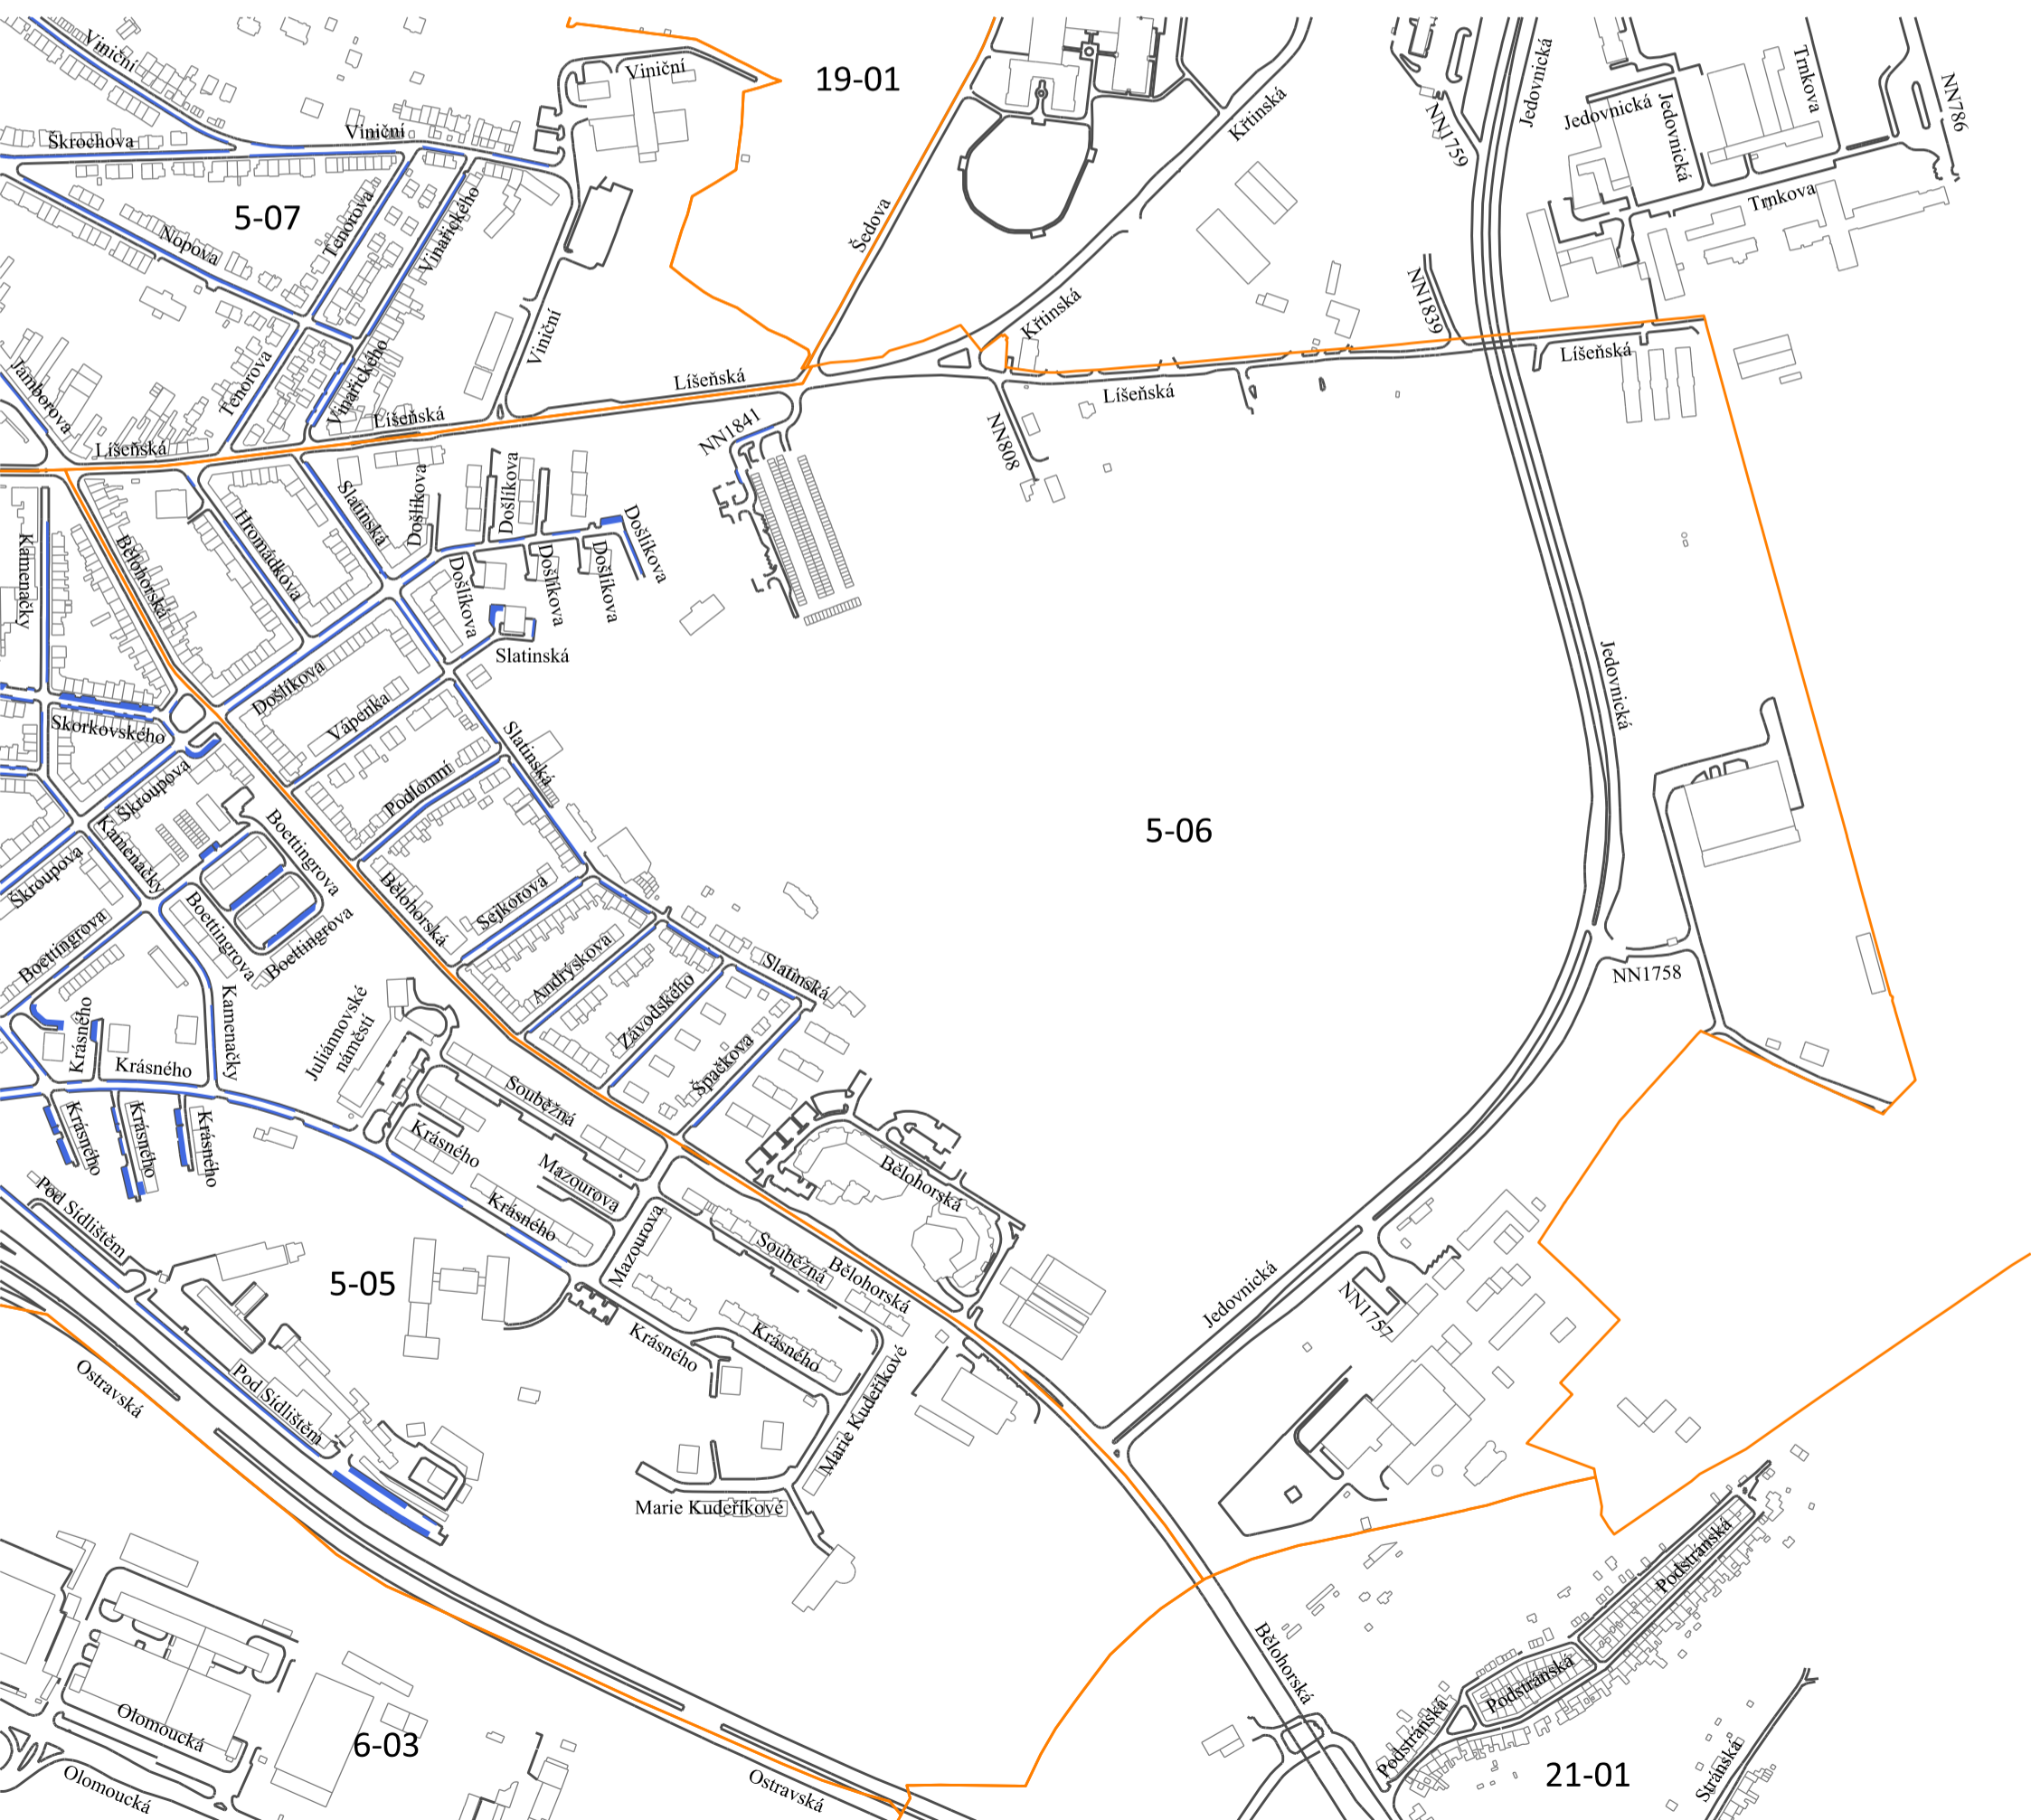 Viniční
Viniční
19-01
Jedovnická
Trnkova
NN786
Křtinská
Jedovnická
Jedovnická
NN1759
Škrochova
Viniční
5-07
Tenorova
Vinařického
Nopova
Šedova
Trnkova
Viniční
Křtinská
NN1839
Líšeňská
Jamborova
Tenorova
Vinařického
Líšeňská
Líšeňská
Líšeňská
Líšeňská
NN1841
NN808
Kamenačky
Bělohorská
Hromádkova
Slatinská
Došlíkova
Došlíkova
Došlíkova
Došlíkova
Došlíkova
Došlíkova
Slatinská
Došlíkova
Vápenka
Skorkovského
Škroupova
Podlomní
Slatinská
Jedovnická
5-06
Kamenačky
Boettingrova
Škroupova
Boettingrova
Boettingrova
Boettingrova
Bělohorská
Šejkorova
Andrýskova
Závodského
Slatinská
Špačkova
NN1758
Krásného
Kamenačky
Juliánovské
náměstí
Krásného
Krásného
Krásného
Krásného
Souběžná
Krásného
Mazourova
Krásného
Bělohorská
Pod Sídlištěm
Mazourova
Souběžná
Bělohorská
5-05
Jedovnická
NN1757
Krásného
Krásného
Marie Kudeříkové
Marie Kudeříkové
Ostravská
Pod Sídlištěm
Podstránská
Bělohorská
Podstránská
Podstránská
Olomoucká
6-03
Olomoucká
Ostravská
21-01
Stránská